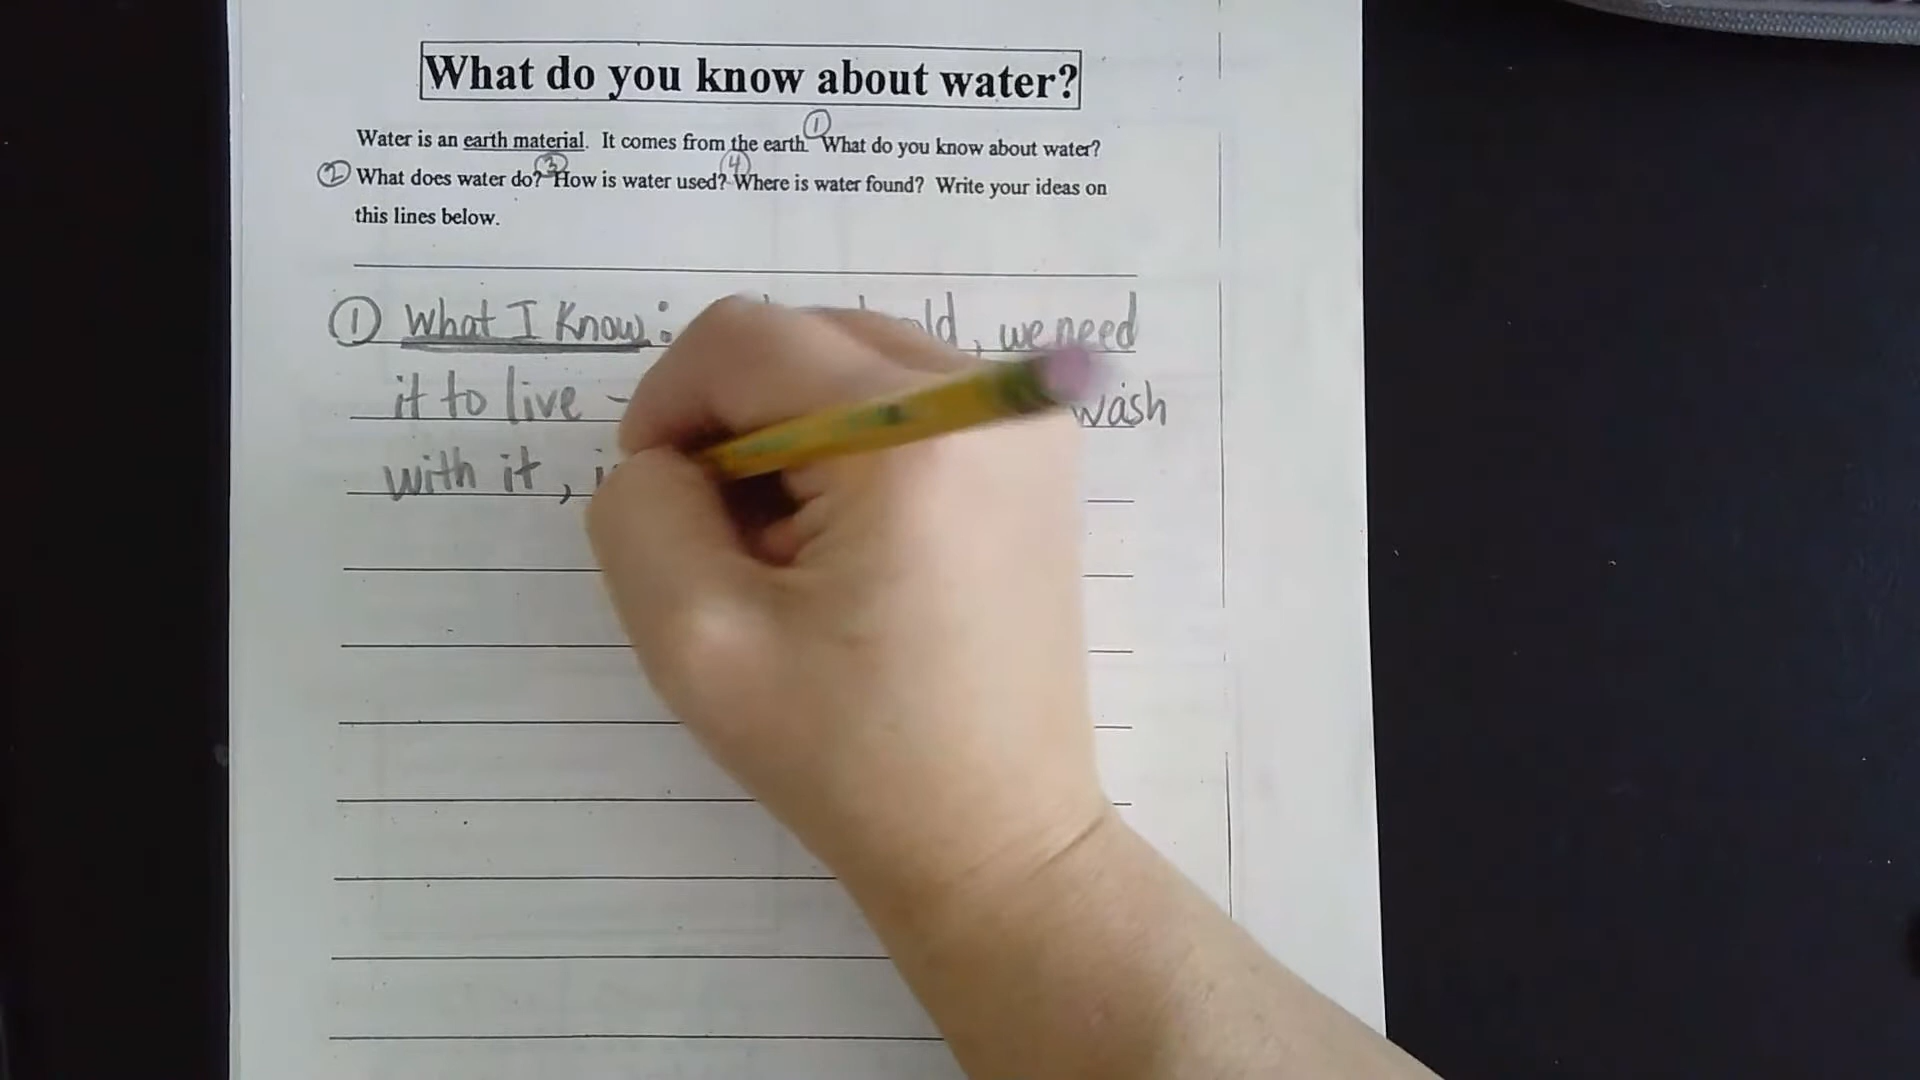 What do you know about water?
Water is an earth material. It comes from the earth. ① What do you know about water?
② What does water do? ③ How is water used? ④ Where is water found? Write your ideas on
this lines below.
① What I Know: , we need
it to live - wash
with it,